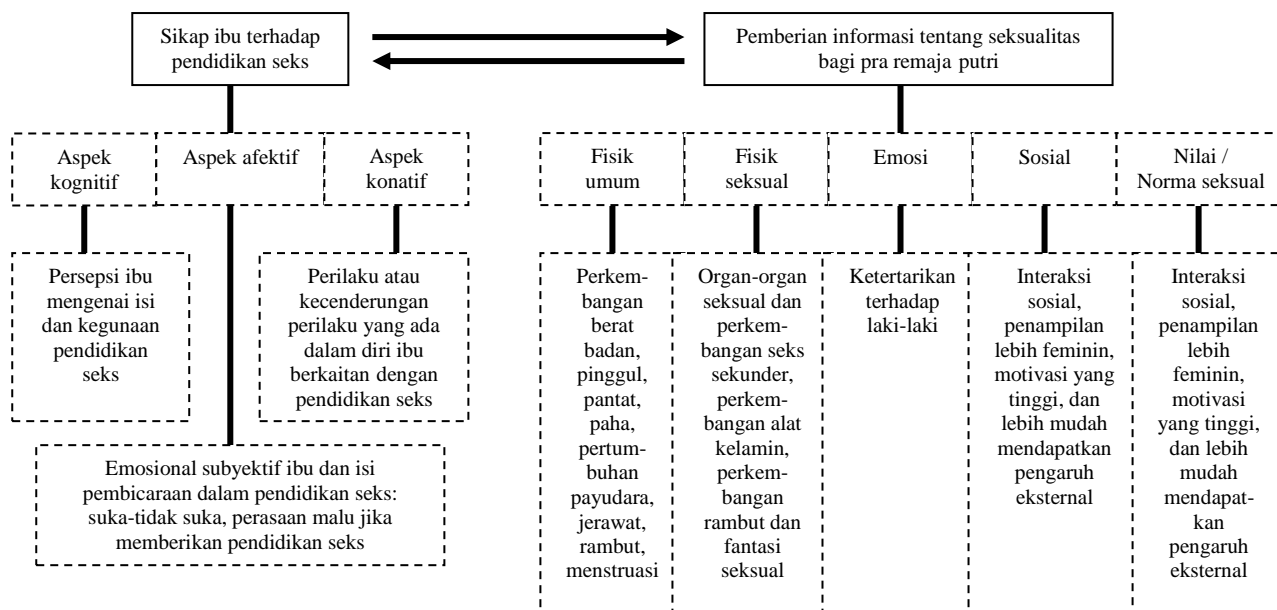 Sikap ibu terhadap
pendidikan seks
Pemberian informasi tentang seksualitas
bagi pra remaja putri
Aspek
kognitif
Aspek afektif
Aspek
konatif
Fisik
umum
Fisik
seksual
Emosi
Sosial
Nilai /
Norma seksual
Persepsi ibu
mengenai isi
dan kegunaan
pendidikan
seks
Perilaku atau
kecenderungan
perilaku yang ada
dalam diri ibu
berkaitan dengan
pendidikan seks
Emosional subyektif ibu dan isi
pembicaraan dalam pendidikan seks:
suka-tidak suka, perasaan malu jika
memberikan pendidikan seks
Perkem-
bangan
berat
badan,
pinggul,
pantat,
paha,
pertum-
buhan
payudara,
jerawat,
rambut,
menstruasi
Organ-organ
seksual dan
perkem-
bangan seks
sekunder,
perkem-
bangan alat
kelamin,
perkem-
bangan
rambut dan
fantasi
seksual
Ketertarikan
terhadap
laki-laki
Interaksi
sosial,
penampilan
lebih feminin,
motivasi yang
tinggi, dan
lebih mudah
mendapatkan
pengaruh
eksternal
Interaksi
sosial,
penampilan
lebih
feminin,
motivasi
yang tinggi,
dan lebih
mudah
mendapat-
kan
pengaruh
eksternal